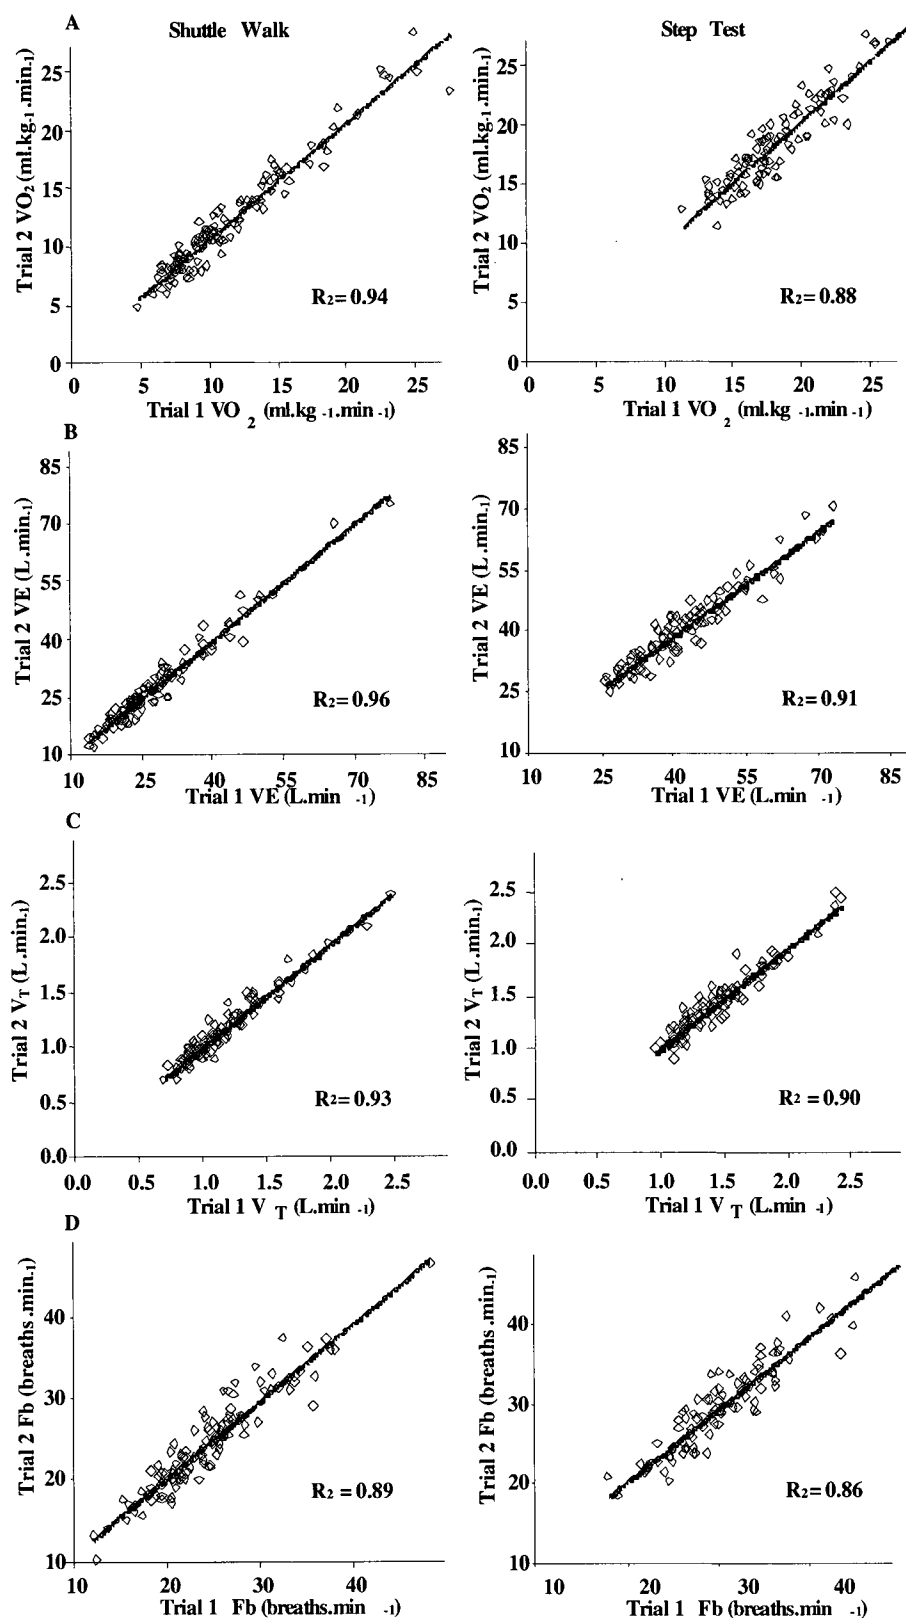 A
Shuttle Walk
Step Test
Trial 2 VO2 (ml.kg-1.min-1)
25
20
15
10
5
0
R2= 0.94
0 5 10 15 20 25
Trial 1 VO 2 (ml.kg -1.min -1)
Trial 2 VO2 (ml.kg-1.min-1)
25
20
15
10
5
0
R2= 0.88
0 5 10 15 20 25
Trial 1 VO 2 (ml.kg -1.min -1)
B
Trial 2 VE (L .min-1)
85
70
55
40
25
10
R2= 0.96
10 25 40 55 70 85
Trial 1 VE (L.min -1)
Trial 2 VE (L .min-1)
85
70
55
40
25
10
R2= 0.91
10 25 40 55 70 85
Trial 1 VE (L.min -1)
C
Trial 2 VT (L .min-1)
2.5
2.0
1.5
1.0
0.5
0.0
R2= 0.93
0.0 0.5 1.0 1.5 2.0 2.5
Trial 1 V T (L.min -1)
Trial 2 VT (L .min-1)
2.5
2.0
1.5
1.0
0.5
0.0
R2 = 0.90
0.0 0.5 1.0 1.5 2.0 2.5
Trial 1 V T (L.min -1)
D
Trial 2 Fb (breaths.min-1)
40
30
20
10
R2 = 0.89
10 20 30 40
Trial 1 Fb (breaths.min -1)
Trial 2 Fb (breaths.min-1)
40
30
20
10
R2= 0.86
10 20 30 40
Trial 1 Fb (breaths.min -1)